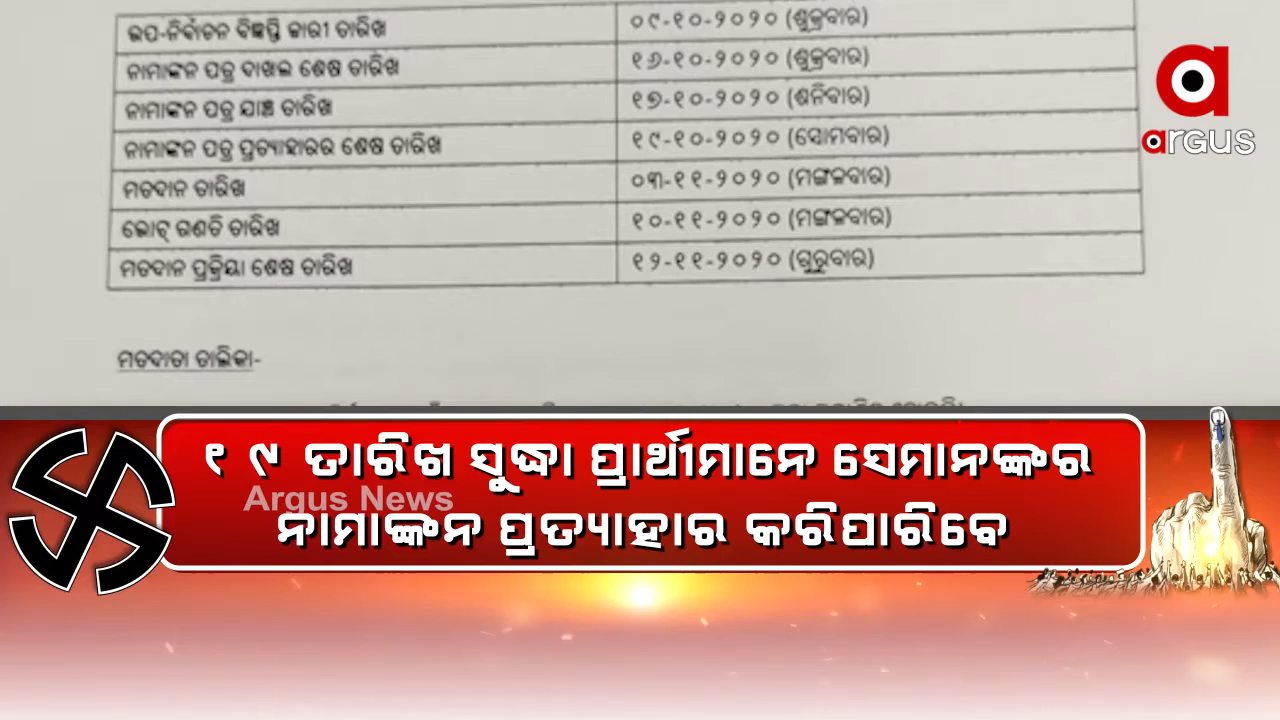 ଉପ-ନିର୍ବାଚନ ବିଜ୍ଞପ୍ତି ଜାରୀ ତାରିଖ ୦୯-୧୦-୨୦୨୦ (ଶୁକ୍ରବାର)
ନାମାଙ୍କନ ପତ୍ର ଦାଖଲ ଶେଷ ତାରିଖ ୧୬-୧୦-୨୦୨୦ (ଶୁକ୍ରବାର)
ନାମାଙ୍କନ ପତ୍ର ଯାଞ୍ଚ ତାରିଖ ୧୭-୧୦-୨୦୨୦ (ଶନିବାର)
ନାମାଙ୍କନ ପତ୍ର ପ୍ରତ୍ୟାହାରର ଶେଷ ତାରିଖ ୧୯-୧୦-୨୦୨୦ (ସୋମବାର)
ମତଦାନ ତାରିଖ ୦୩-୧୧-୨୦୨୦ (ମଙ୍ଗଳବାର)
ଭୋଟ୍ ଗଣତି ତାରିଖ ୧୦-୧୧-୨୦୨୦ (ମଙ୍ଗଳବାର)
ମତଦାନ ପ୍ରକ୍ରିୟା ଶେଷ ତାରିଖ ୧୨-୧୧-୨୦୨୦ (ଗୁରୁବାର)
ମତଦାତା ତାଲିକା-
argus
୧୯ ତାରିଖ ସୁଦ୍ଧା ପ୍ରାର୍ଥୀମାନେ ସେମାନଙ୍କର
Argus News
ନାମାଙ୍କନ ପ୍ରତ୍ୟାହାର କରିପାରିବେ